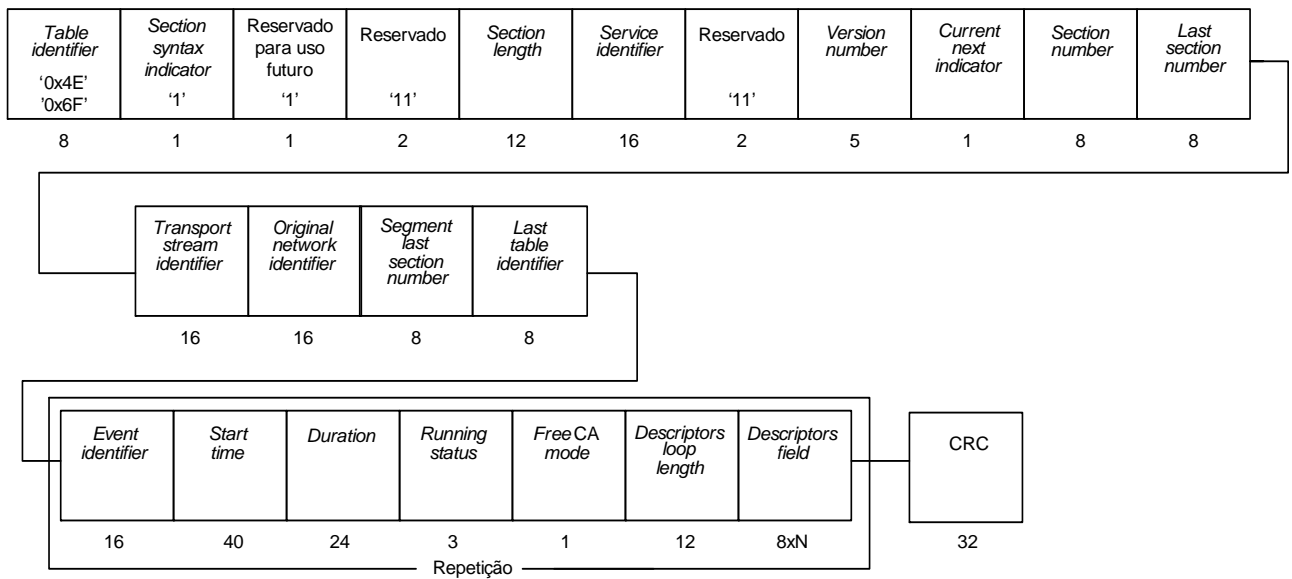 Table identifier
'0x4E'
'0x6F'
Section syntax indicator
'1'
Reservado para uso futuro
'1'
Reservado
'11'
Section length
Service identifier
Reservado
'11'
Version number
Current next indicator
Section number
Last section number
8 1 1 2 12 16 2 5 1 8 8
Transport stream identifier
Original network identifier
Segment last section number
Last table identifier
16 16 8 8
Event identifier
Start time
Duration
Running status
Free CA mode
Descriptors loop length
Descriptors field
CRC
16 40 24 3 1 12 8xN 32
Repetição